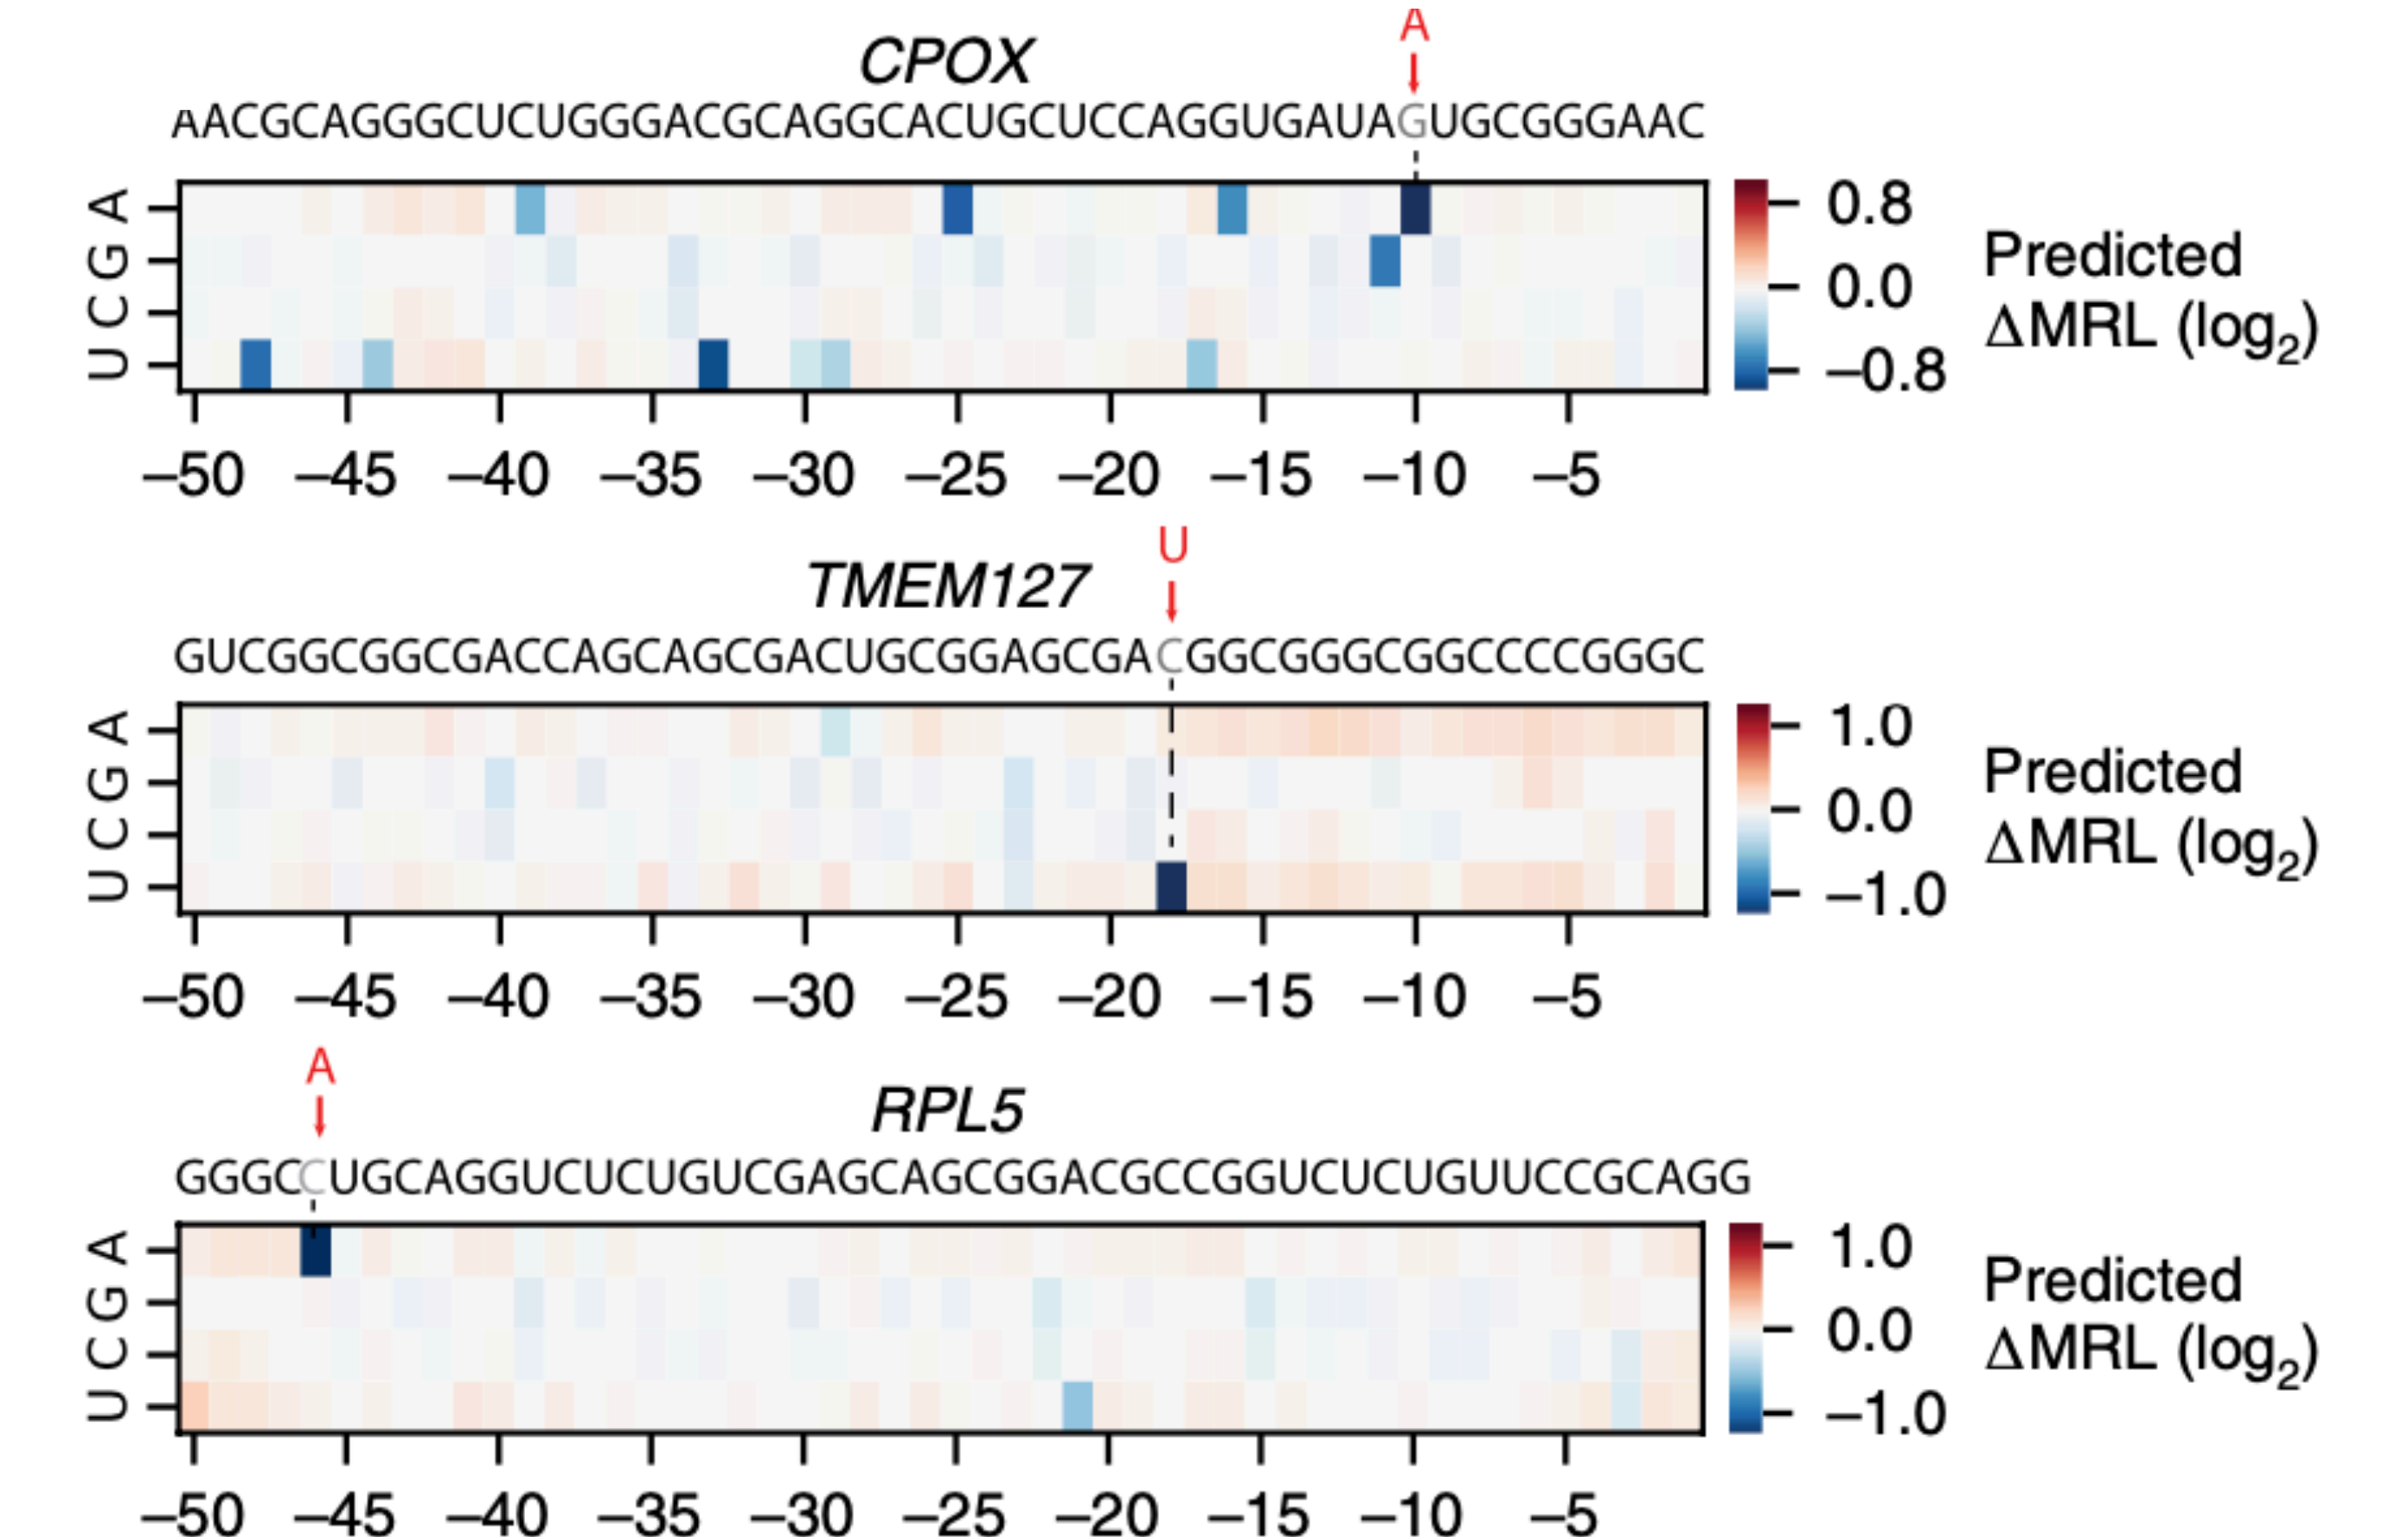 A
CPOX
AACGCAGGGCUCUGGGACGCAGGCACUGCUCCAGGUGAUAGUGCGGGAAC
A
G
C
U
0.8
0.0
−0.8
Predicted
ΔMRL (log2)
−50 −45 −40 −35 −30 −25 −20 −15 −10 −5
U
TMEM127
GUCGGCGGCGACCAGCAGCGACUGCGGAGCGACGGCGGGCGGCCCCGGGC
A
G
C
U
1.0
0.0
−1.0
Predicted
ΔMRL (log2)
−50 −45 −40 −35 −30 −25 −20 −15 −10 −5
A
RPL5
GGGCCUGCAGGUCUCUGUCGAGCAGCGGACGCCGGUCUCUGUUCCGCAGG
A
G
C
U
1.0
0.0
−1.0
Predicted
ΔMRL (log2)
−50 −45 −40 −35 −30 −25 −20 −15 −10 −5